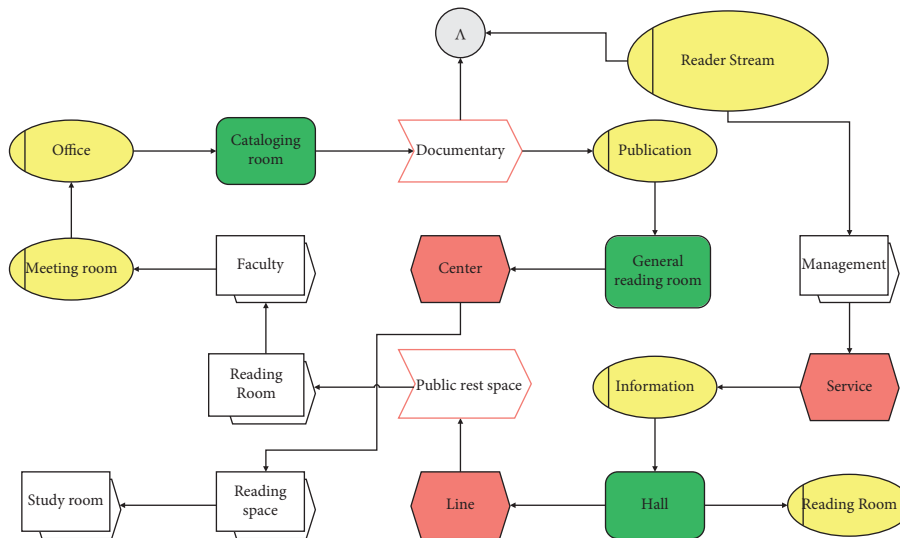 Λ
Reader Stream
Office
Cataloging
room
Documentary
Publication
Meeting room
Faculty
Center
General
reading room
Management
Reading
Room
Public rest space
Information
Service
Study room
Reading
space
Line
Hall
Reading Room